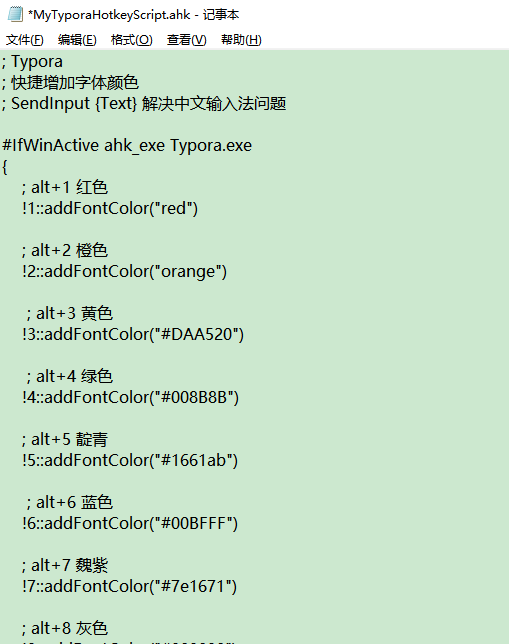 *MyTyporaHotkeyScript.ahk - 记事本
文件(F) 编辑(E) 格式(O) 查看(V) 帮助(H)
; Typora
; 快捷增加字体颜色
; SendInput {Text} 解决中文输入法问题
#IfWinActive ahk_exe Typora.exe
{
; alt+1 红色
!1::addFontColor("red")
; alt+2 橙色
!2::addFontColor("orange")
; alt+3 黄色
!3::addFontColor("#DAA520")
; alt+4 绿色
!4::addFontColor("#008B8B")
; alt+5 靛青
!5::addFontColor("#1661ab")
; alt+6 蓝色
!6::addFontColor("#00BFFF")
; alt+7 魏紫
!7::addFontColor("#7e1671")
; alt+8 灰色